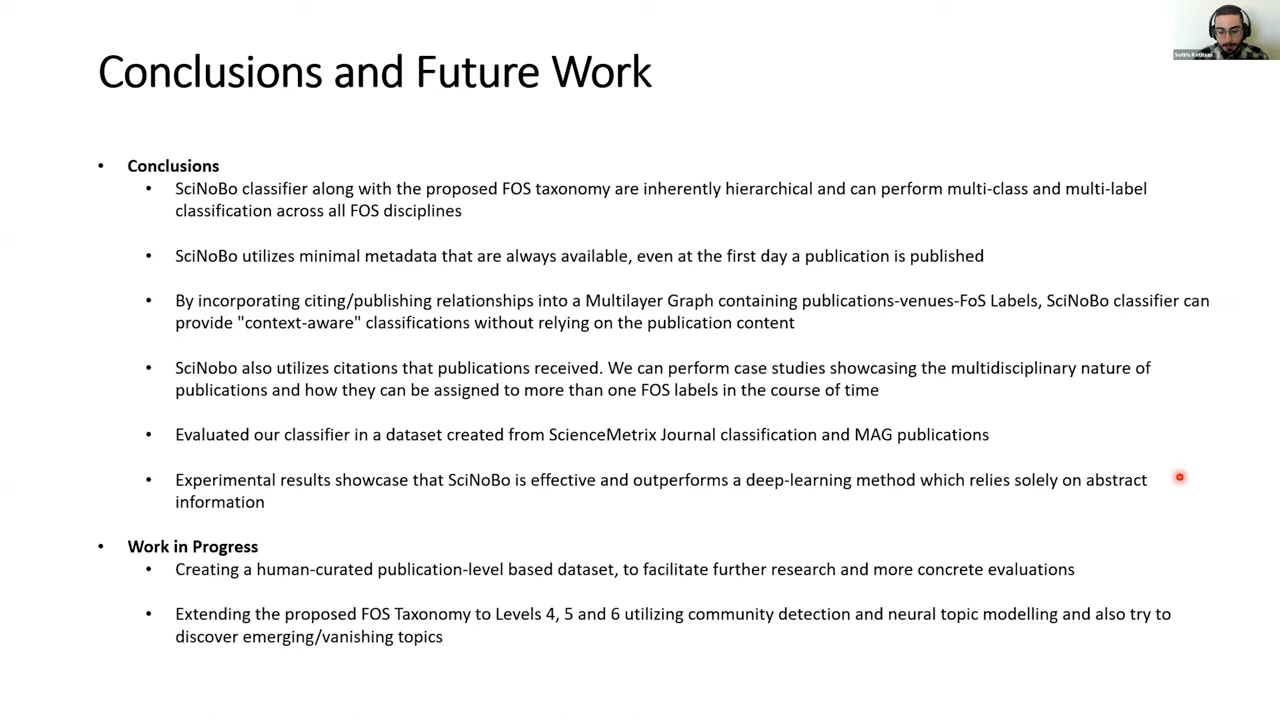 Conclusions and Future Work
Sotiris Kotitsas
• Conclusions
• SciNoBo classifier along with the proposed FOS taxonomy are inherently hierarchical and can perform multi-class and multi-label
classification across all FOS disciplines
• SciNoBo utilizes minimal metadata that are always available, even at the first day a publication is published
• By incorporating citing/publishing relationships into a Multilayer Graph containing publications-venues-FoS Labels, SciNoBo classifier can
provide "context-aware" classifications without relying on the publication content
• SciNobo also utilizes citations that publications received. We can perform case studies showcasing the multidisciplinary nature of
publications and how they can be assigned to more than one FOS labels in the course of time
• Evaluated our classifier in a dataset created from ScienceMetrix Journal classification and MAG publications
• Experimental results showcase that SciNoBo is effective and outperforms a deep-learning method which relies solely on abstract
information
• Work in Progress
• Creating a human-curated publication-level based dataset, to facilitate further research and more concrete evaluations
• Extending the proposed FOS Taxonomy to Levels 4, 5 and 6 utilizing community detection and neural topic modelling and also try to
discover emerging/vanishing topics